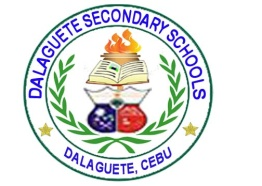 DALAGUETE SECONDARY SCHOOLS
DALAGUETE, CEBU